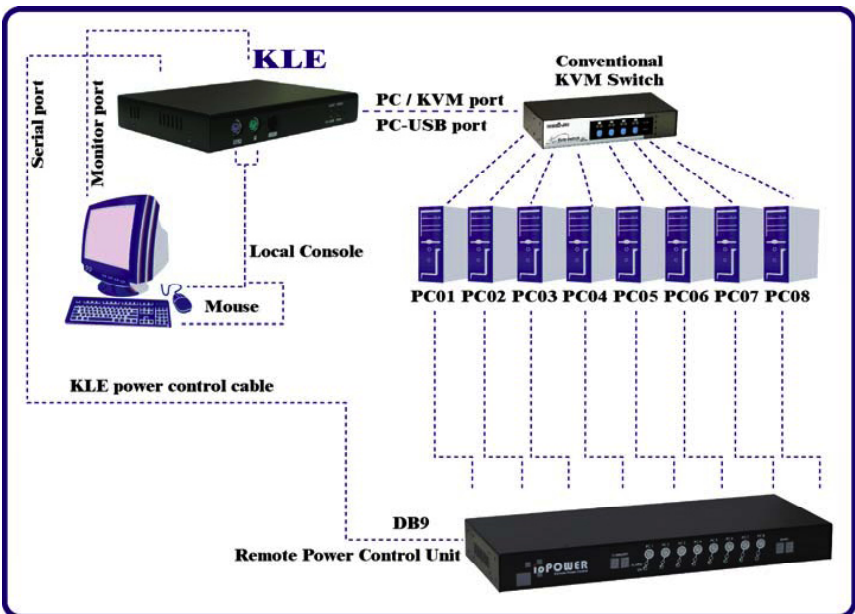 KLE
Conventional
KVM Switch
Serial port
Monitor port
PC / KVM port
PC-USB port
Local Console
Mouse
PC01 PC02 PC03 PC04 PC05 PC06 PC07 PC08
KLE power control cable
DB9
Remote Power Control Unit
ioPOWER